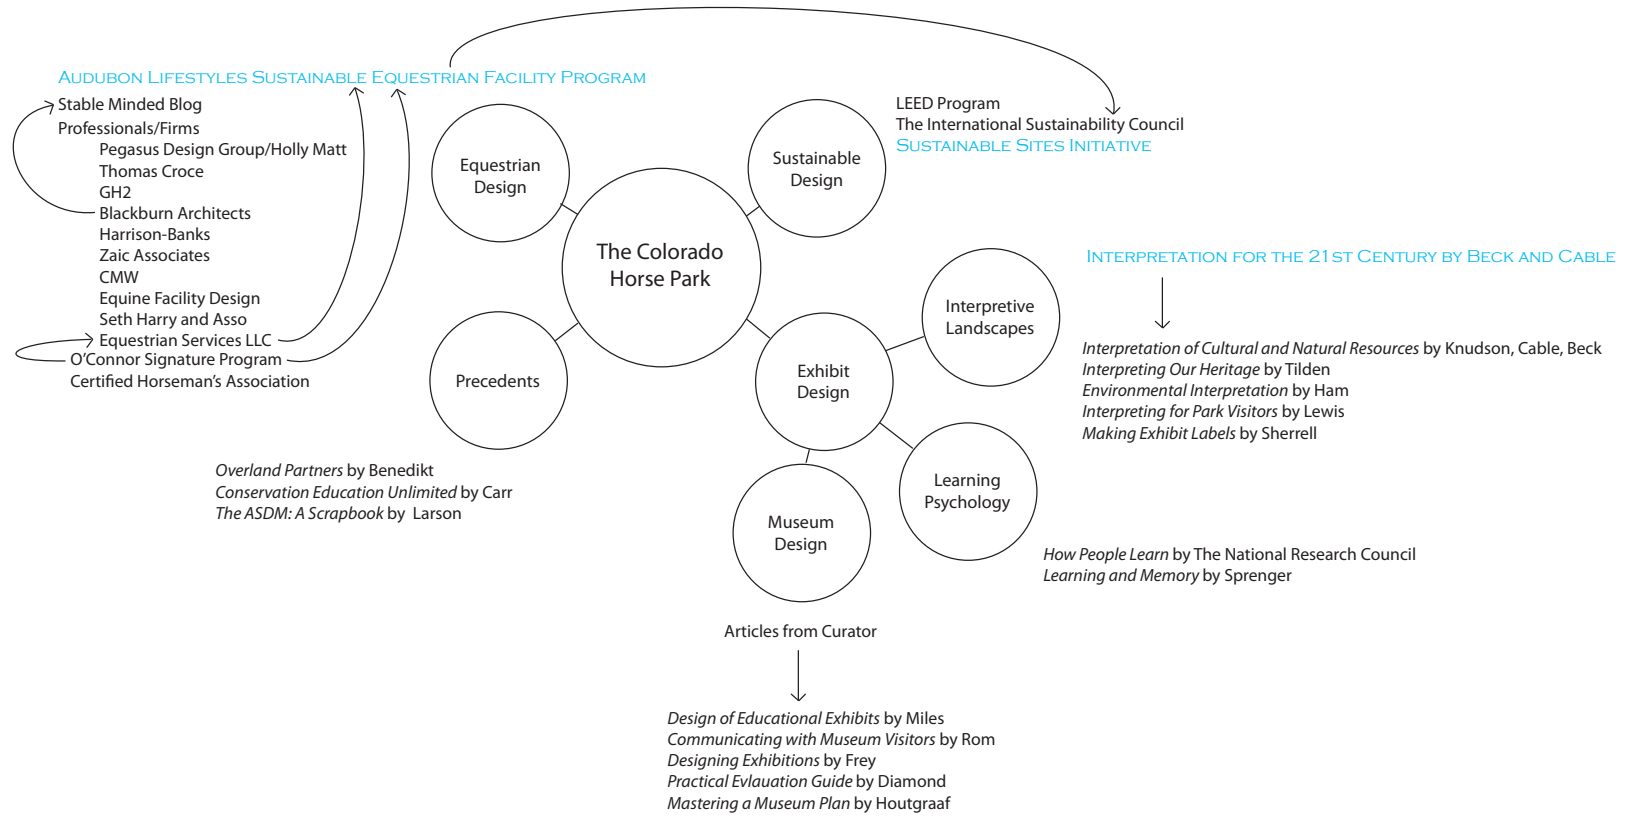 AUDUBON LIFESTYLES SUSTAINABLE EQUESTRIAN FACILITY PROGRAM
Stable Minded Blog
Professionals/Firms
Pegasus Design Group/Holly Matt
Thomas Croce
GH2
Blackburn Architects
Harrison-Banks
Zaic Associates
CMW
Equine Facility Design
Seth Harry and Asso
Equestrian Services LLC
O'Connor Signature Program
Certified Horseman's Association
Equestrian
Design
Sustainable
Design
LEED Program
The International Sustainability Council
SUSTAINABLE SITES INITIATIVE
The Colorado
Horse Park
INTERPRETATION FOR THE 21ST CENTURY BY BECK AND CABLE
Interpretive
Landscapes
Interpretation of Cultural and Natural Resources by Knudson, Cable, Beck
Interpreting Our Heritage by Tilden
Environmental Interpretation by Ham
Interpreting for Park Visitors by Lewis
Making Exhibit Labels by Sherrell
Precedents
Exhibit
Design
Overland Partners by Benedikt
Conservation Education Unlimited by Carr
The ASDM: A Scrapbook by Larson
Learning
Psychology
Museum
Design
How People Learn by The National Research Council
Learning and Memory by Sprenger
Articles from Curator
Design of Educational Exhibits by Miles
Communicating with Museum Visitors by Rom
Designing Exhibitions by Frey
Practical Evlauation Guide by Diamond
Mastering a Museum Plan by Houtgraaf